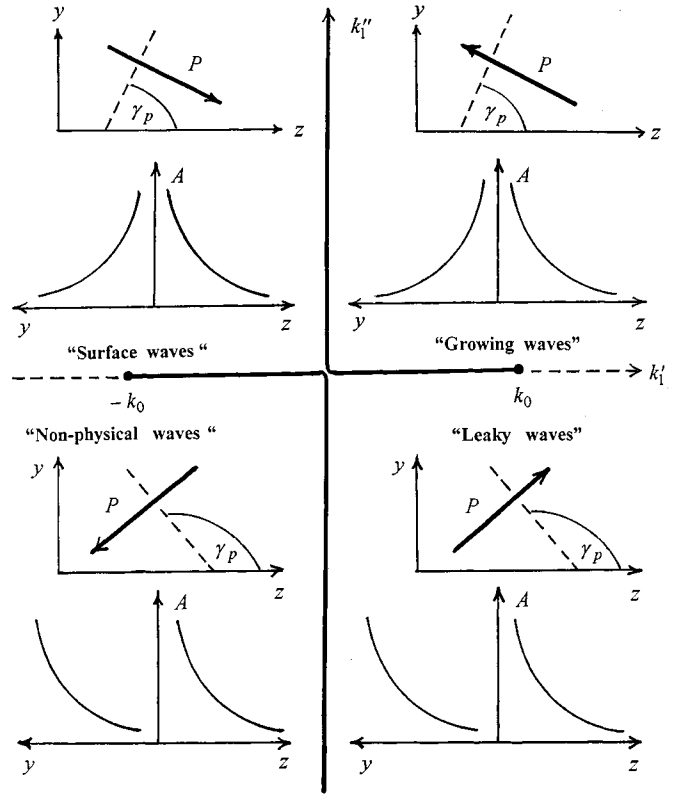 y
P
γp
z
k1''
y
P
γp
z
A
y
z
A
y
z
“Surface waves “
“Growing waves”
– k0
k0
k1'
“Non-physical waves “
“Leaky waves”
y
P
γp
z
y
P
γp
z
A
y
z
A
y
z